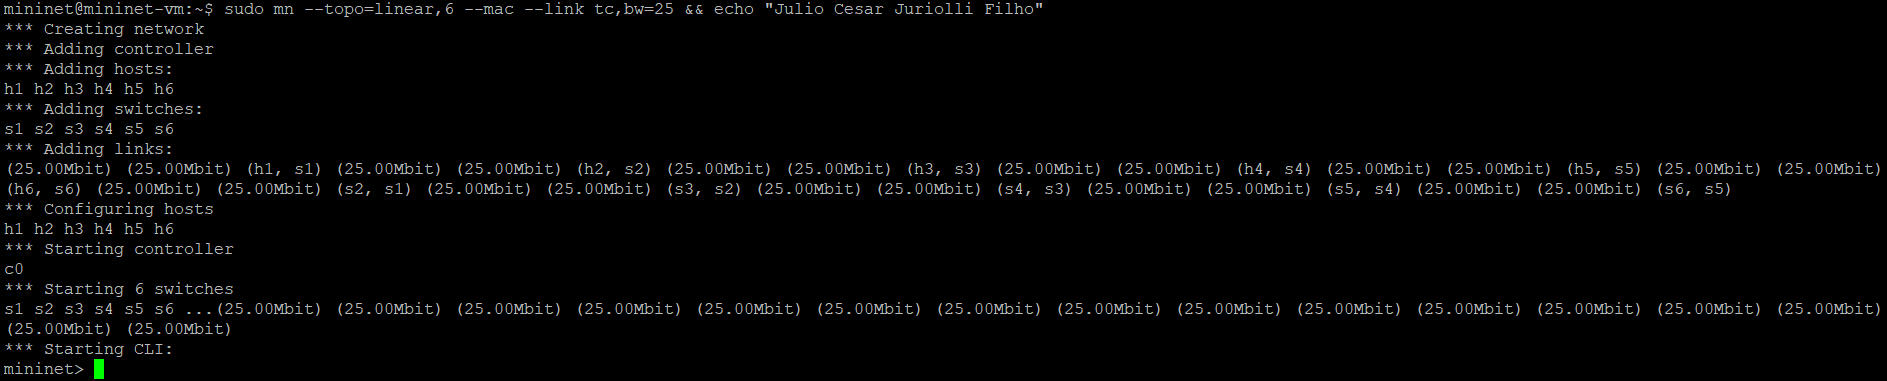 mininet@mininet-vm:~$ sudo mn --topo=linear,6 --mac --link tc,bw=25 && echo "Julio Cesar Juriolli Filho"
*** Creating network
*** Adding controller
*** Adding hosts:
h1 h2 h3 h4 h5 h6
*** Adding switches:
s1 s2 s3 s4 s5 s6
*** Adding links:
(25.00Mbit) (25.00Mbit) (h1, s1) (25.00Mbit) (25.00Mbit) (h2, s2) (25.00Mbit) (25.00Mbit) (h3, s3) (25.00Mbit) (25.00Mbit) (h4, s4) (25.00Mbit) (25.00Mbit) (h5, s5) (25.00Mbit) (25.00Mbit)
(h6, s6) (25.00Mbit) (25.00Mbit) (s2, s1) (25.00Mbit) (25.00Mbit) (s3, s2) (25.00Mbit) (25.00Mbit) (s4, s3) (25.00Mbit) (25.00Mbit) (s5, s4) (25.00Mbit) (25.00Mbit) (s6, s5)
*** Configuring hosts
h1 h2 h3 h4 h5 h6
*** Starting controller
c0
*** Starting 6 switches
s1 s2 s3 s4 s5 s6 ...(25.00Mbit) (25.00Mbit) (25.00Mbit) (25.00Mbit) (25.00Mbit) (25.00Mbit) (25.00Mbit) (25.00Mbit) (25.00Mbit) (25.00Mbit) (25.00Mbit) (25.00Mbit) (25.00Mbit) (25.00Mbit)
(25.00Mbit) (25.00Mbit)
*** Starting CLI:
mininet>